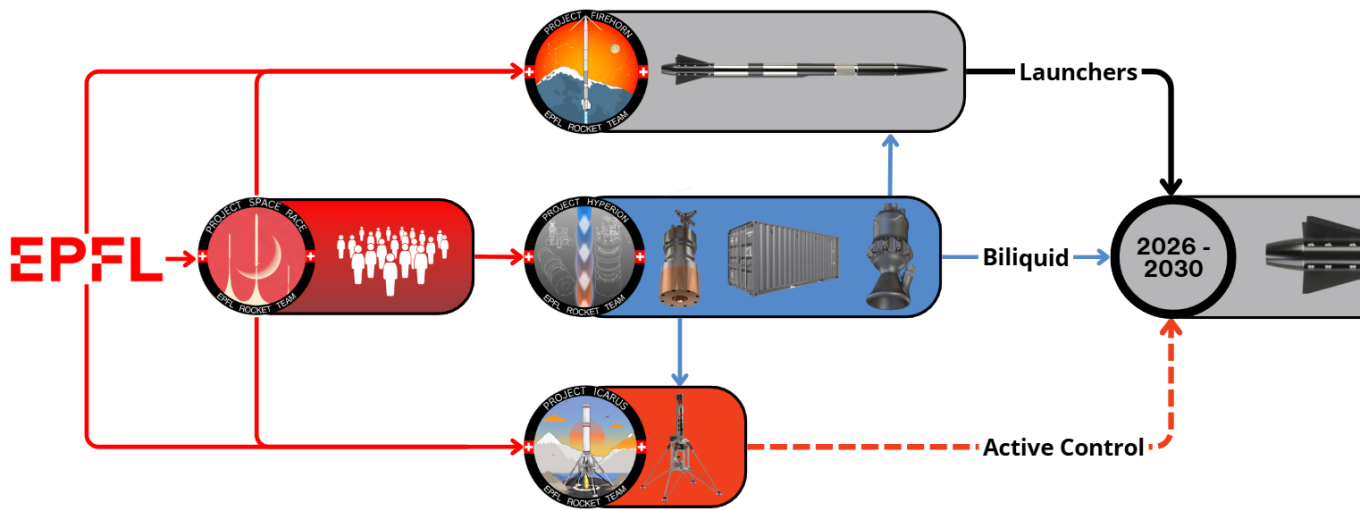 PROJECT FIREHORN
EPFL ROCKET TEAM
Launchers
EPFL
PROJECT SPACE RACE
EPFL ROCKET TEAM
PROJECT HYPERION
EPFL ROCKET TEAM
Biliquid
2026 -
2030
PROJECT ICARUS
EPFL ROCKET TEAM
Active Control